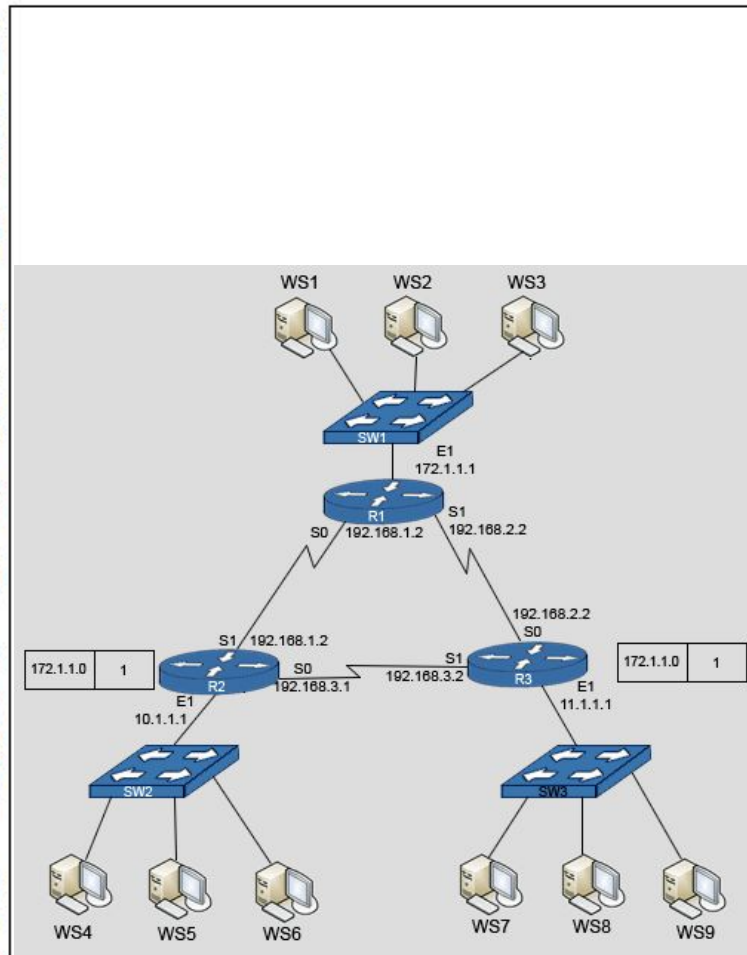 WS1 WS2 WS3
SW1
E1
172.1.1.1
R1
S0 192.168.1.2
S1
192.168.2.2
192.168.2.2
S0
S1 192.168.1.2
172.1.1.0 1
R2
S0
192.168.3.1
S1
192.168.3.2
R3
172.1.1.0 1
E1
10.1.1.1
E1
11.1.1.1
SW2
SW3
WS4 WS5 WS6
WS7 WS8 WS9